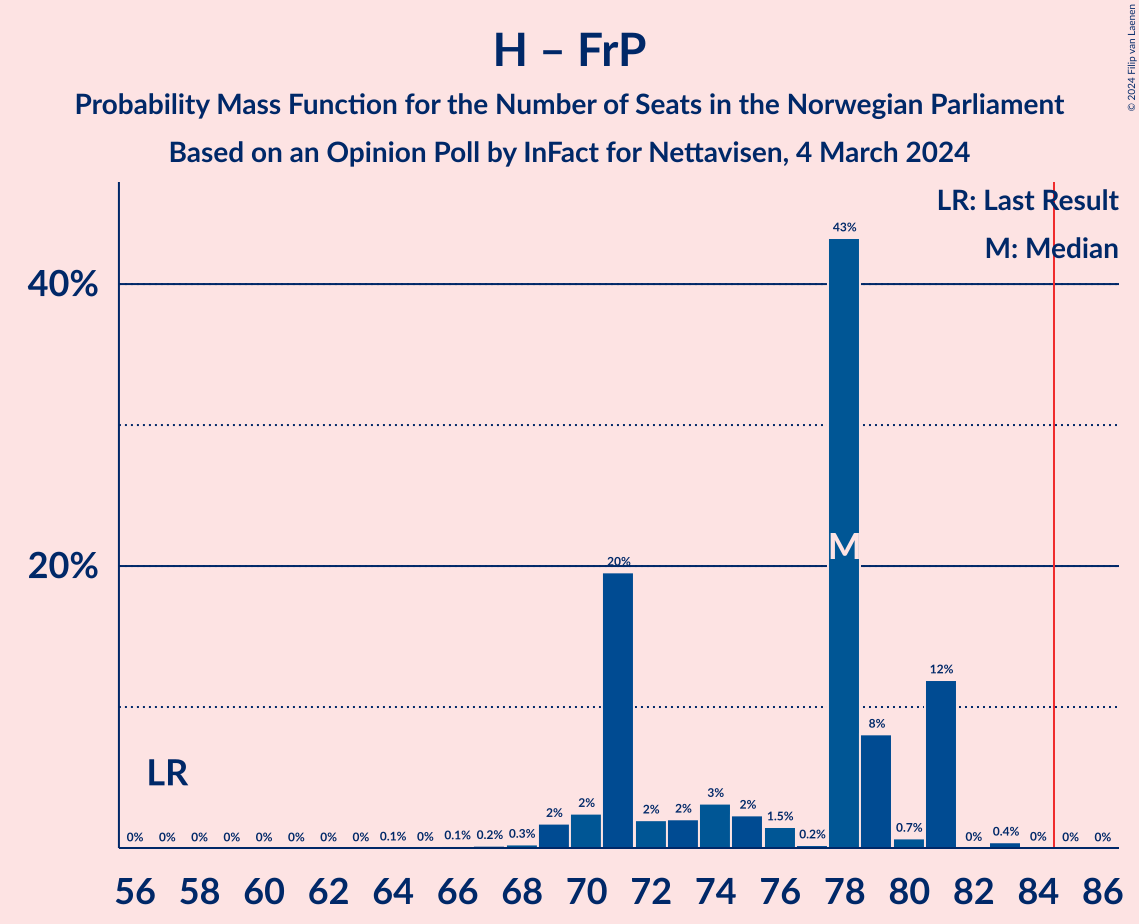 H – FrP
Probability Mass Function for the Number of Seats in the Norwegian Parliament
Based on an Opinion Poll by InFact for Nettavisen, 4 March 2024
© 2024 Filip van Laenen
LR: Last Result
M: Median
40%
20%
43%
20%
12%
8%
M
LR
0% 0% 0% 0% 0% 0% 0% 0% 0.1% 0% 0.1% 0.2% 0.3% 2% 2% 2% 2% 3% 2% 1.5% 0.2% 0.7% 0% 0.4% 0% 0% 0%
56 58 60 62 64 66 68 70 72 74 76 78 80 82 84 86